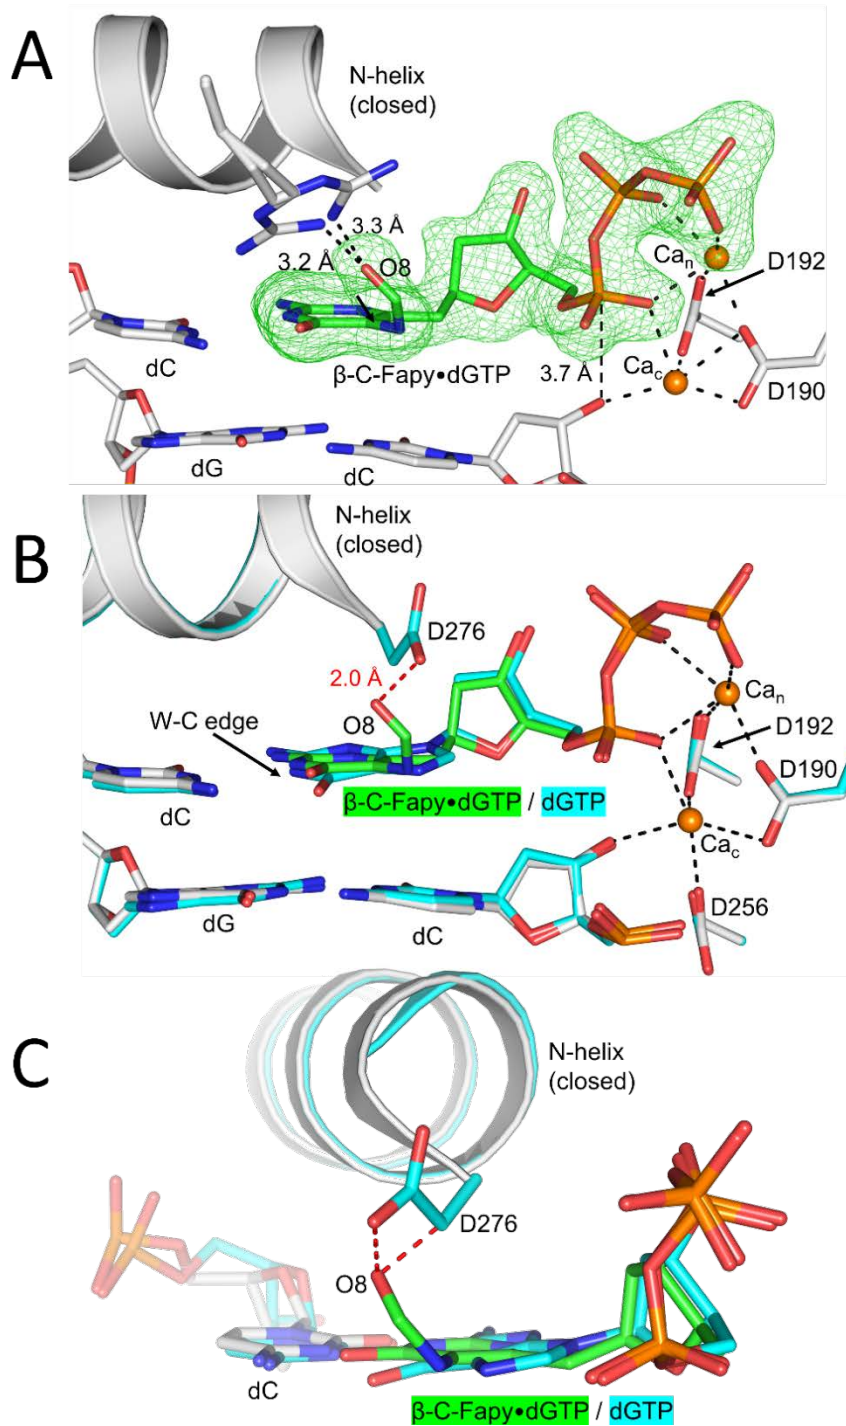 A
N-helix
(closed)
3.3 Å
3.2 Å
O8
Caₙ
D192
dC
β-C-Fapy•dGTP
3.7 Å
Ca꜀
D190
dG
dC
B
N-helix
(closed)
D276
2.0 Å
O8
Caₙ
W-C edge
D192
D190
dC
β-C-Fapy•dGTP / dGTP
Ca꜀
D256
dG
dC
C
N-helix
(closed)
D276
O8
dC
β-C-Fapy•dGTP / dGTP